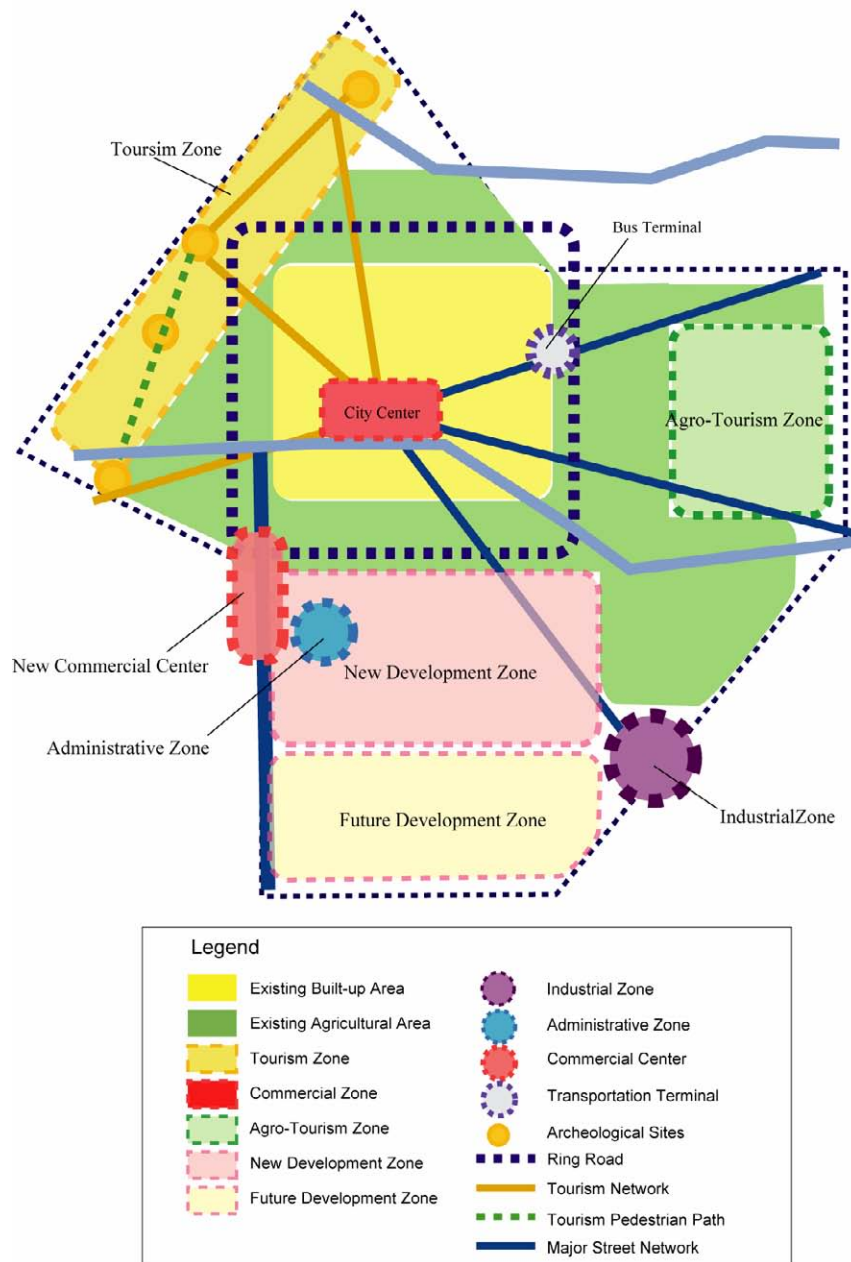 Toursim Zone
Bus Terminal
City Center
Agro-Tourism Zone
New Commercial Center
New Development Zone
Administrative Zone
Future Development Zone
IndustrialZone
Legend
Existing Built-up Area
Existing Agricultural Area
Tourism Zone
Commercial Zone
Agro-Tourism Zone
New Development Zone
Future Development Zone
Industrial Zone
Administrative Zone
Commercial Center
Transportation Terminal
Archeological Sites
Ring Road
Tourism Network
Tourism Pedestrian Path
Major Street Network